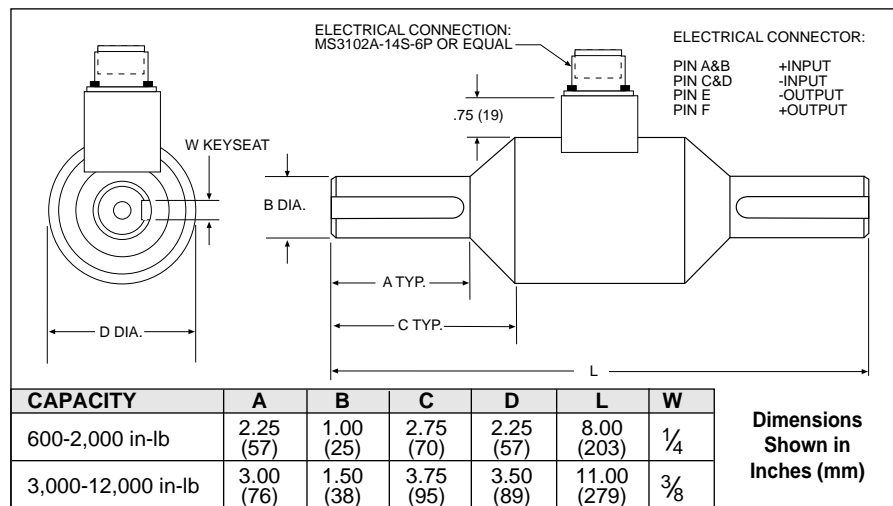 ELECTRICAL CONNECTION:
MS3102A-14S-6P OR EQUAL
ELECTRICAL CONNECTOR:
PIN A&B +INPUT
PIN C&D -INPUT
PIN E -OUTPUT
PIN F +OUTPUT
.75 (19)
W KEYSEAT
B DIA.
A TYP.
C TYP.
D DIA.
L
CAPACITY A B C D L W
600-2,000 in-lb 2.25 1.00 2.75 2.25 8.00 1/4
(57) (25) (70) (57) (203)
3,000-12,000 in-lb 3.00 1.50 3.75 3.50 11.00 3/8
(76) (38) (95) (89) (279)
Dimensions
Shown in
Inches (mm)